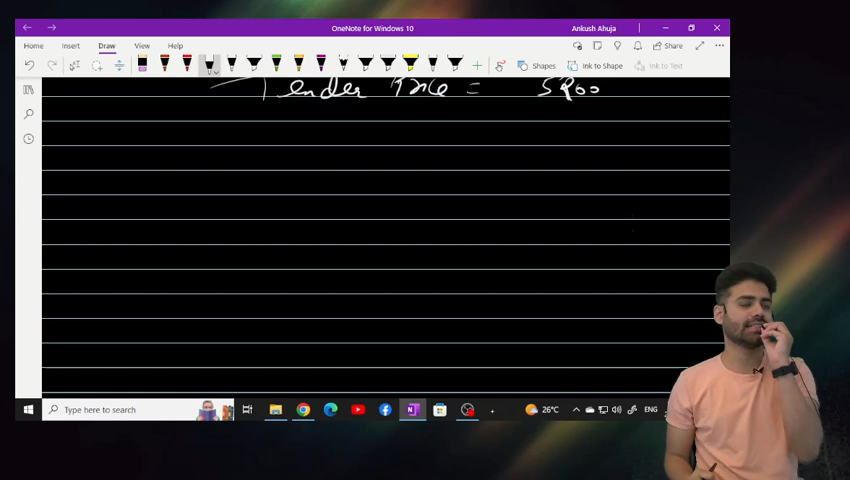 OneNote for Windows 10 Ankush Ahuja
Home Insert Draw View Help Share
Shapes Ink to Shape Ink to Text
Tender Price =
Type here to search 26°C ENG